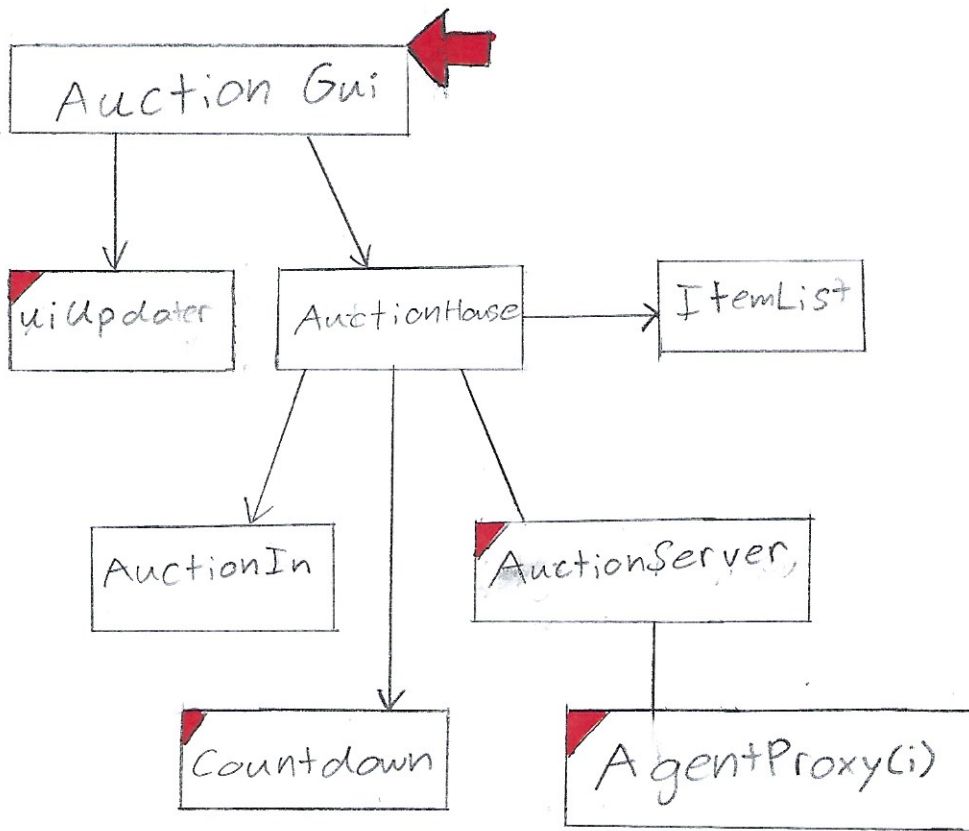 Auction Gui
uiUpdater
AuctionHouse
ItemList
AuctionIn
AuctionServer
Countdown
AgentProxy(i)